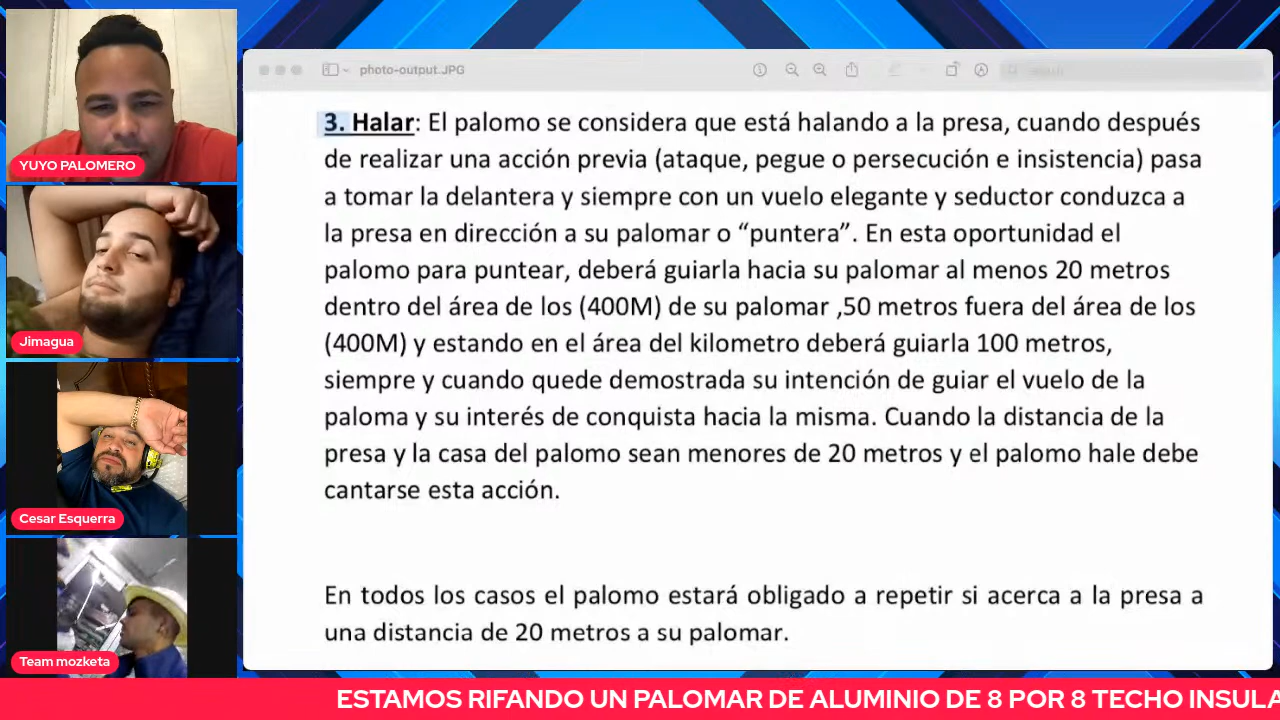 YUYO PALOMERO
Jimagua
Cesar Esquerra
Team mozketa
photo-output.JPG
3. Halar: El palomo se considera que está halando a la presa, cuando después
de realizar una acción previa (ataque, pegue o persecución e insistencia) pasa
a tomar la delantera y siempre con un vuelo elegante y seductor conduzca a
la presa en dirección a su palomar o “puntera”. En esta oportunidad el
palomo para puntear, deberá guiarla hacia su palomar al menos 20 metros
dentro del área de los (400M) de su palomar ,50 metros fuera del área de los
(400M) y estando en el área del kilometro deberá guiarla 100 metros,
siempre y cuando quede demostrada su intención de guiar el vuelo de la
paloma y su interés de conquista hacia la misma. Cuando la distancia de la
presa y la casa del palomo sean menores de 20 metros y el palomo hale debe
cantarse esta acción.
En todos los casos el palomo estará obligado a repetir si acerca a la presa a
una distancia de 20 metros a su palomar.
ESTAMOS RIFANDO UN PALOMAR DE ALUMINIO DE 8 POR 8 TECHO INSULA